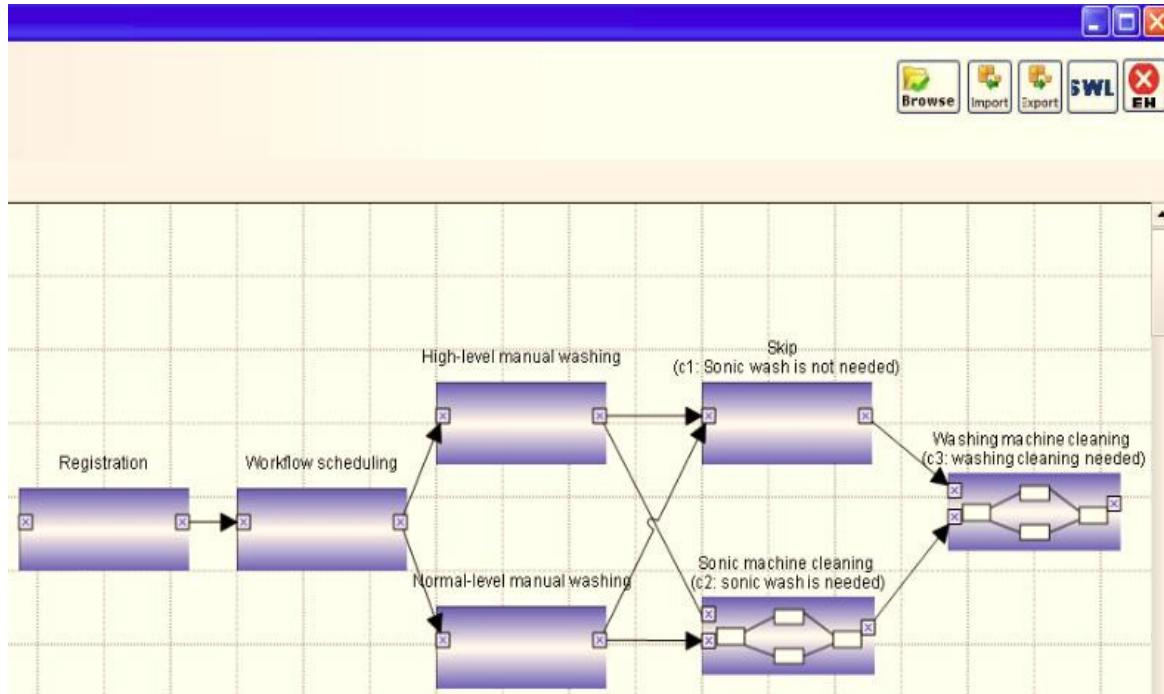 Browse
Import
Export
SWL
EH
Skip
(c1: Sonic wash is not needed)
High-level manual washing
Washing machine cleaning
(c3: washing cleaning needed)
Registration
Workflow scheduling
Sonic machine cleaning
(c2: sonic wash is needed)
Normal-level manual washing